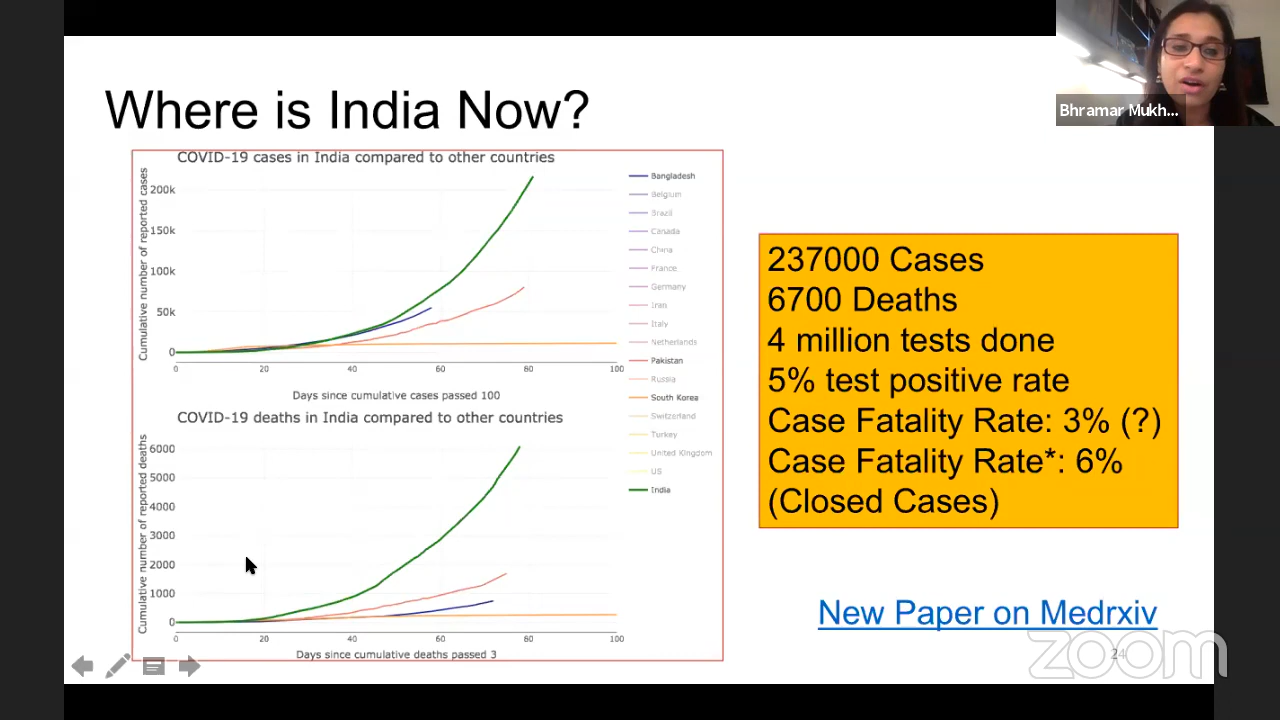 Bhramar Mukh...
Where is India Now?
COVID-19 cases in India compared to other countries
Cumulative number of reported cases
200k
150k
100k
50k
0
0 20 40 60 80 100
Days since cumulative cases passed 100
COVID-19 deaths in India compared to other countries
Cumulative number of reported deaths
6000
5000
4000
3000
2000
1000
0
0 20 40 60 80 100
Days since cumulative deaths passed 3
Bangladesh
Belgium
Brazil
Canada
China
France
Germany
Iran
Italy
Netherlands
Pakistan
Russia
South Korea
Switzerland
Turkey
United Kingdom
US
India
237000 Cases
6700 Deaths
4 million tests done
5% test positive rate
Case Fatality Rate: 3% (?)
Case Fatality Rate*: 6%
(Closed Cases)
New Paper on Medrxiv
24
zoom